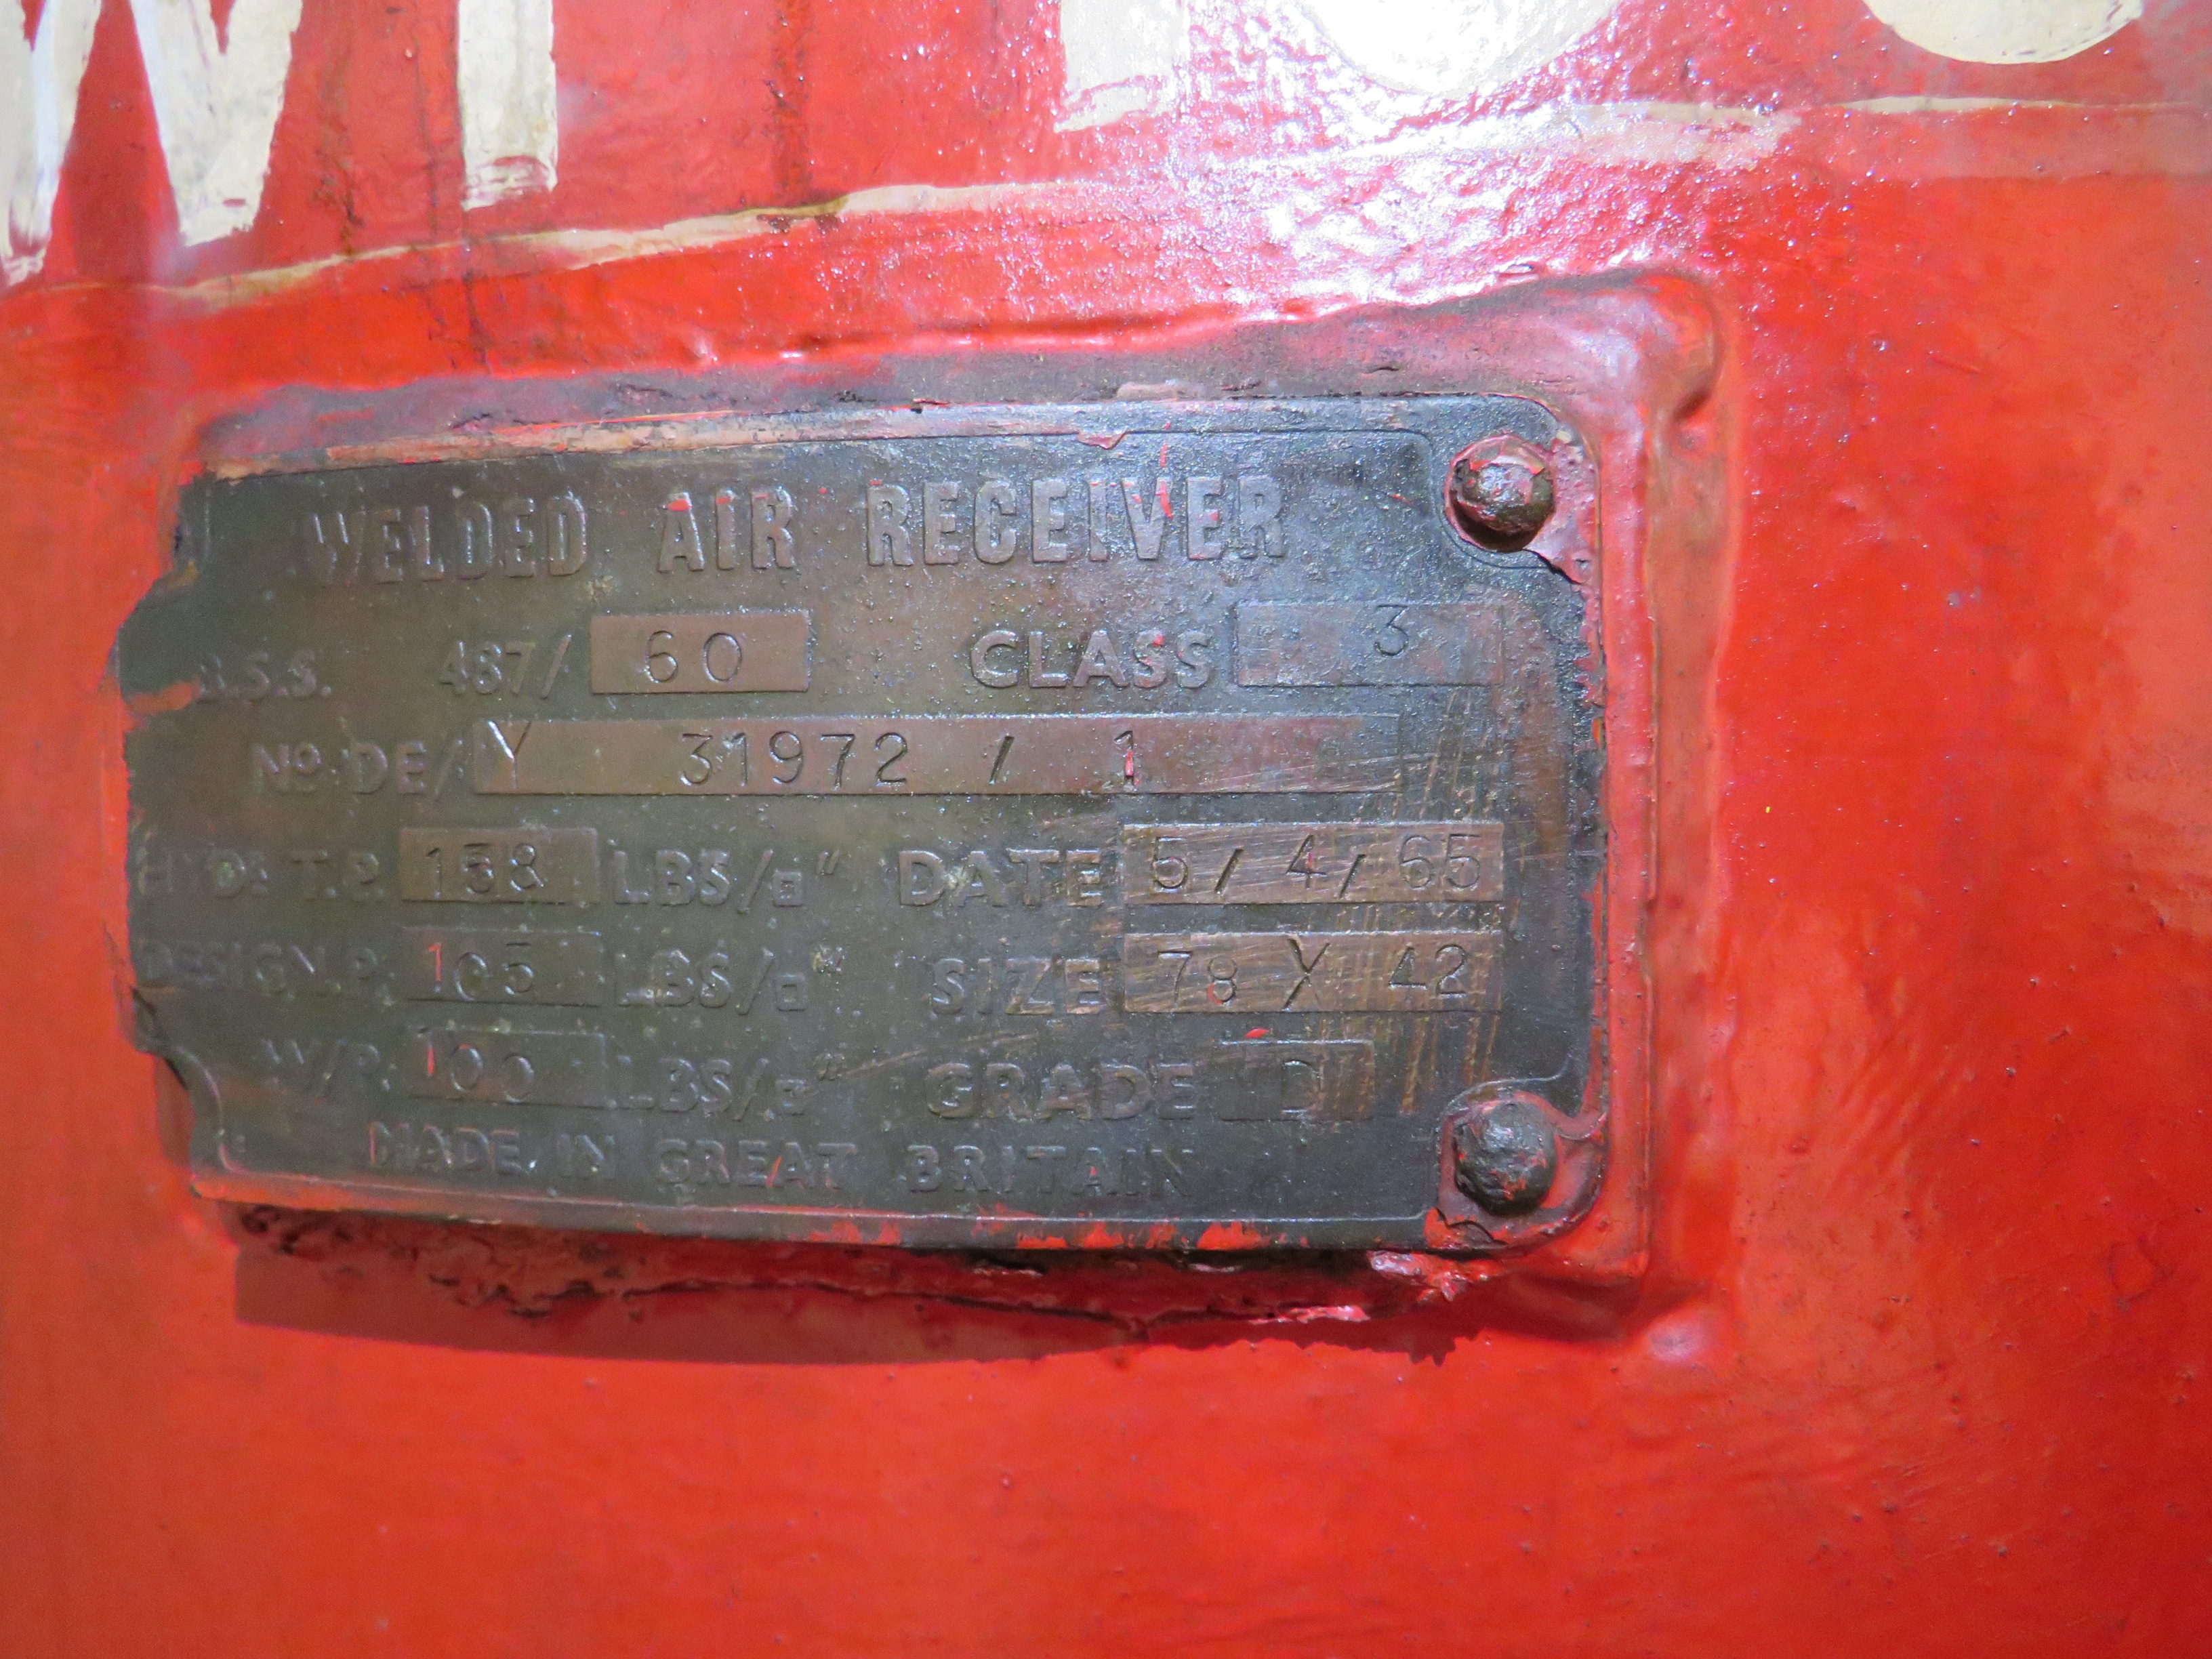 WELDED AIR RECEIVER
B.S.S. 487/ 60 CLASS 3
No DE/ Y 31972 / 1
HYD: T.P. 158 LBS/□" DATE 5/4/65
DESIGN.P. 105 LBS/□" SIZE 78 X 42
W/P. 100 LBS/□" GRADE D
MADE IN GREAT BRITAIN